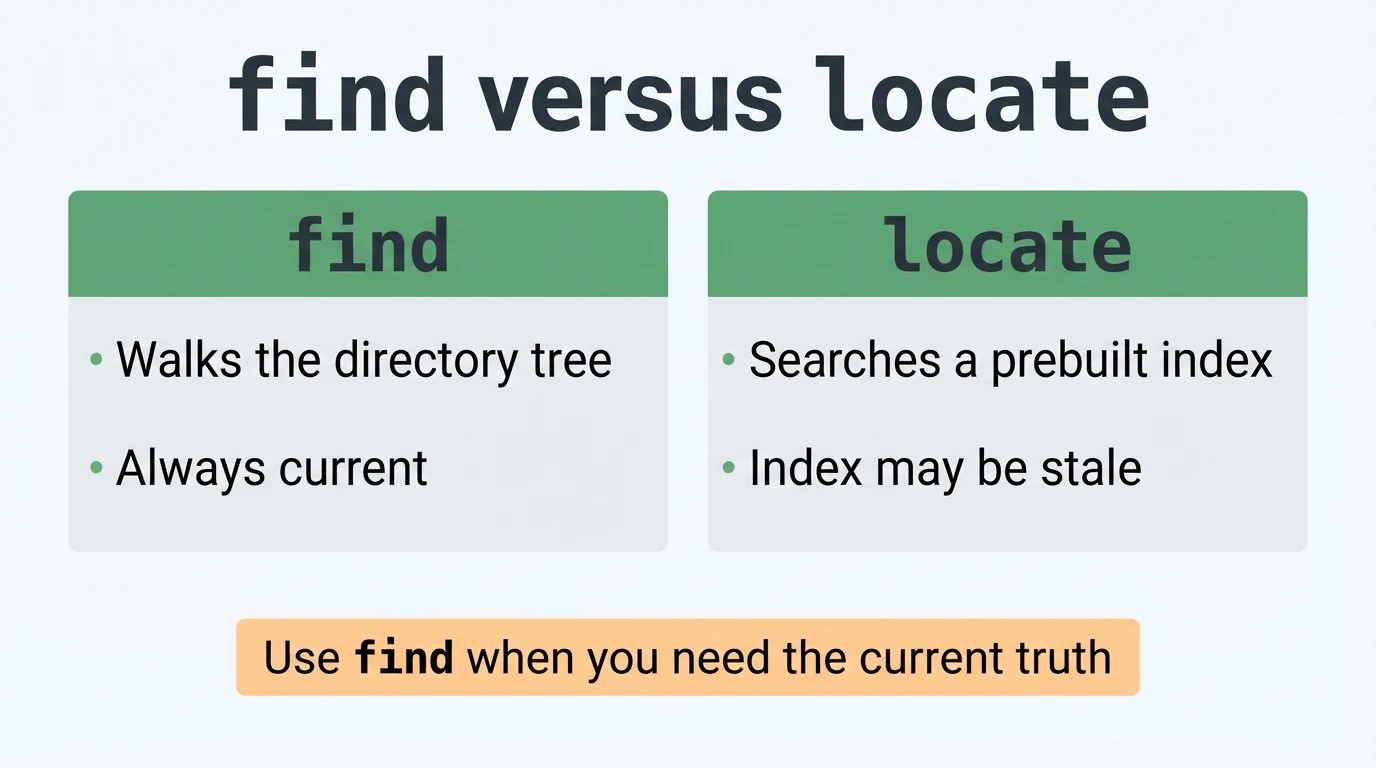 find versus locate
find
• Walks the directory tree
• Always current
locate
• Searches a prebuilt index
• Index may be stale
Use find when you need the current truth